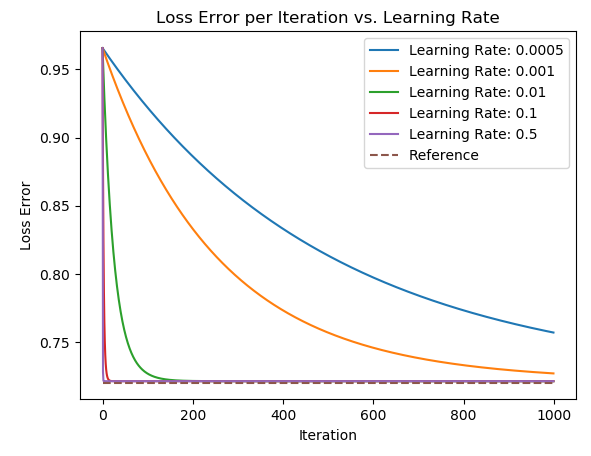 Loss Error per Iteration vs. Learning Rate
Learning Rate: 0.0005
Learning Rate: 0.001
Learning Rate: 0.01
Learning Rate: 0.1
Learning Rate: 0.5
Reference
Loss Error
0.95
0.90
0.85
0.80
0.75
0 200 400 600 800 1000
Iteration